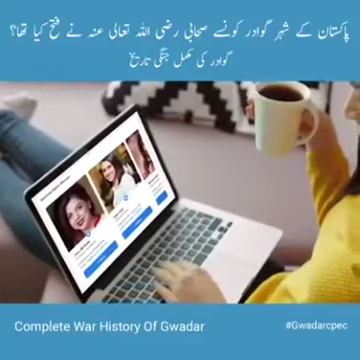 پاکستان کے شہر گوادر کونسے صحابی رضی اللہ تعالی عنہ نے فتح کیا تھا؟
گوادر کی مکمل جنگی تاریخ
Complete War History Of Gwadar
#Gwadarcpec